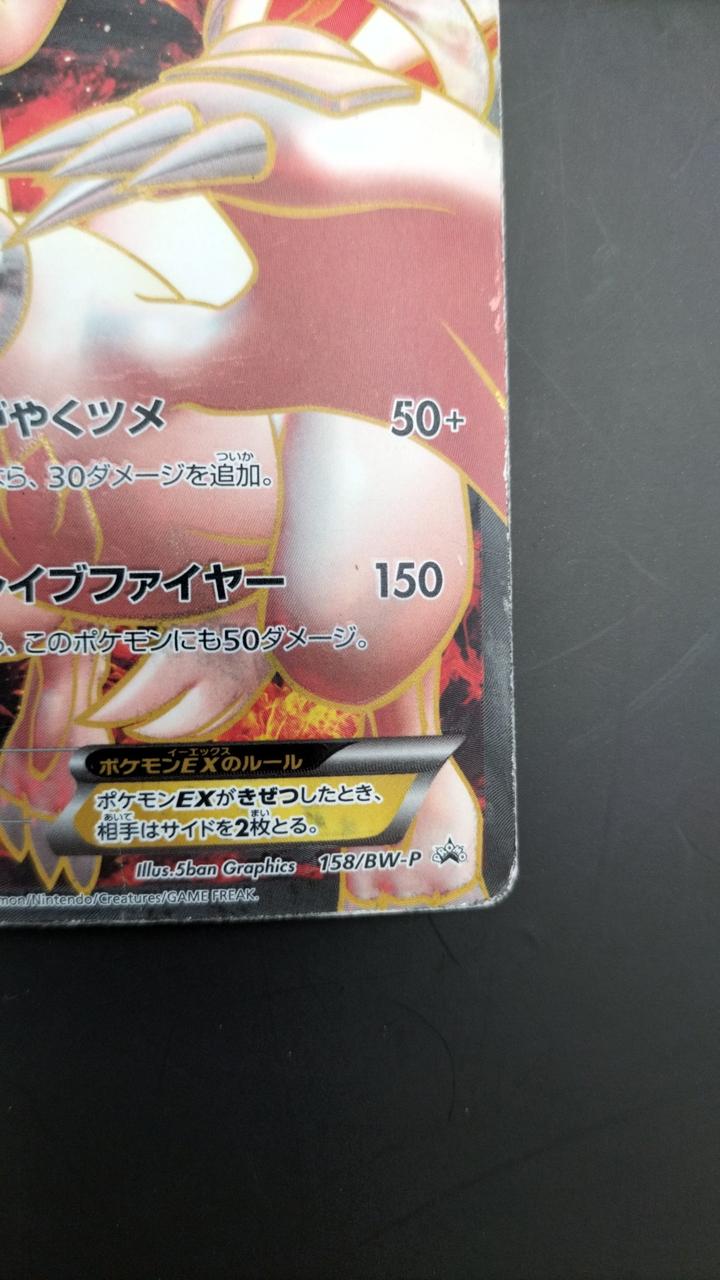 やくツメ 50+
ついか
ら、30ダメージを追加。
イブファイヤー 150
、このポケモンにも50ダメージ。
イーエックス
ポケモンEXのルール
ポケモンEXがきぜつしたとき、
あいて まい
相手はサイドを2枚とる。
Illus.5ban Graphics 158/BW-P
mon/Nintendo/Creatures/GAME FREAK.